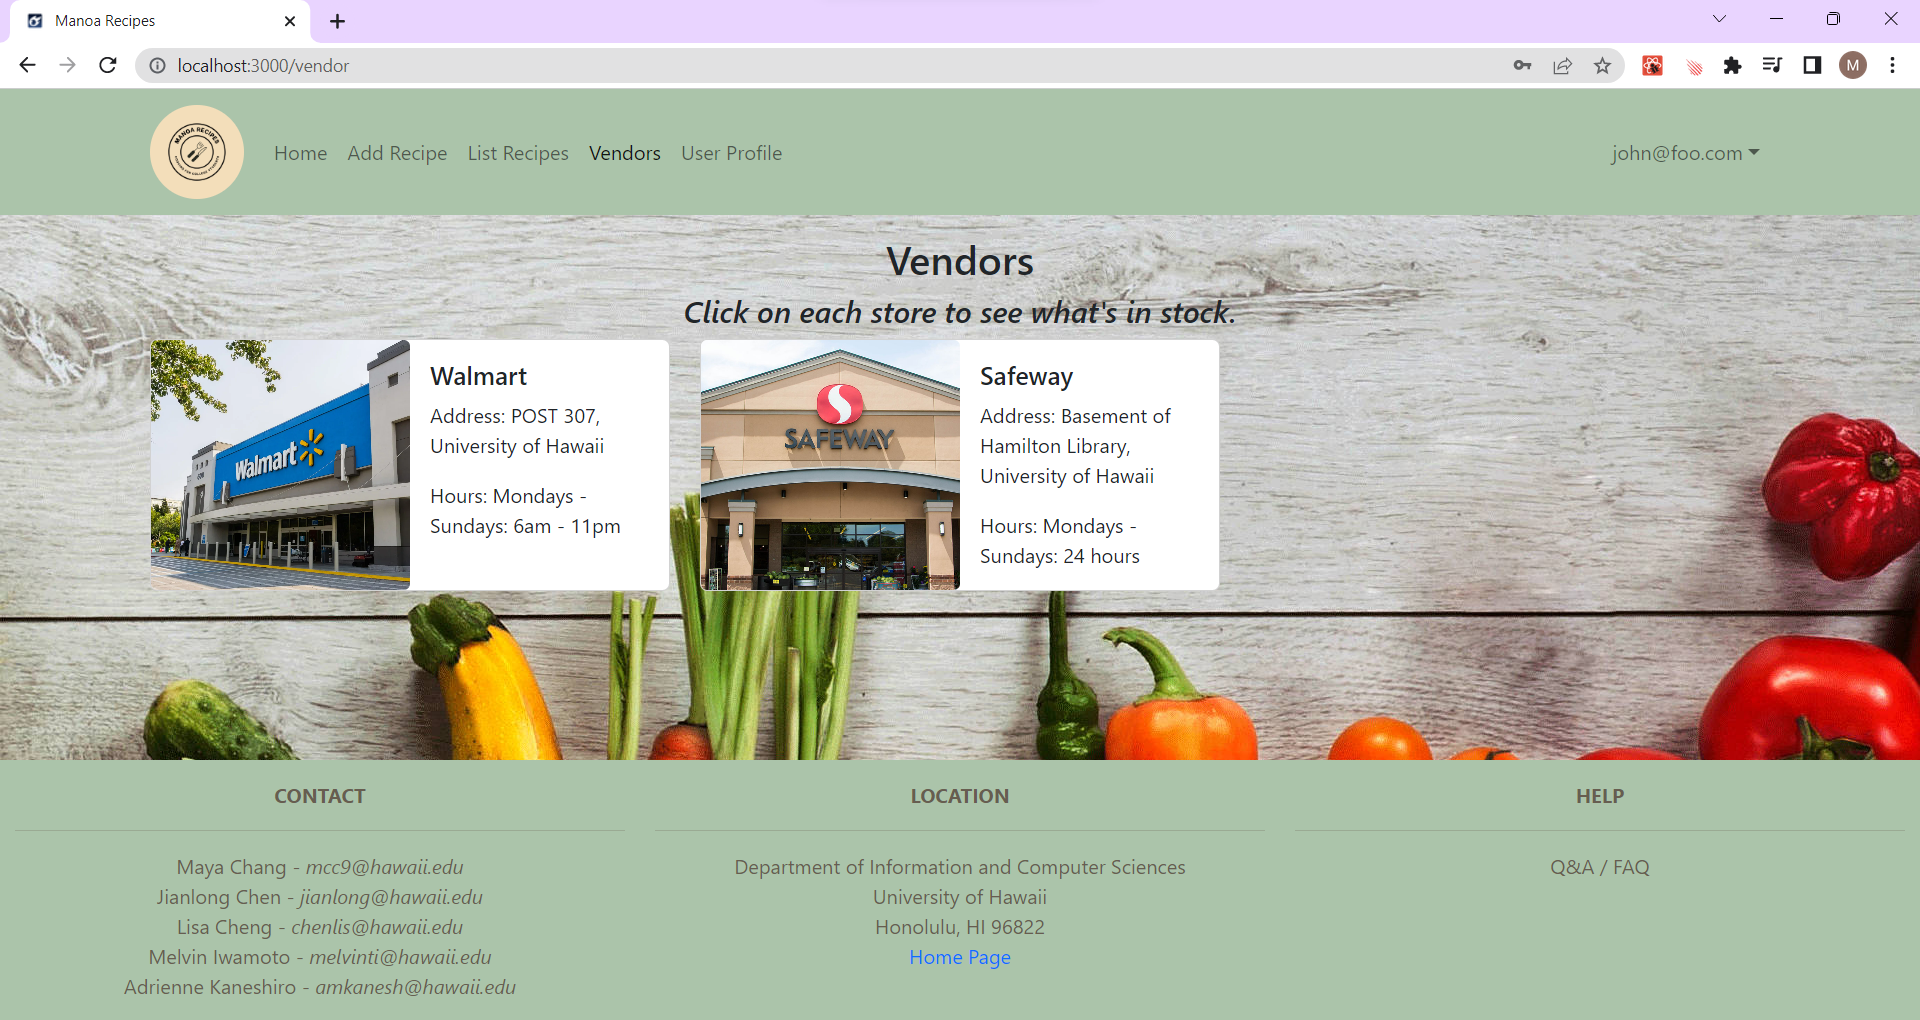 Manoa Recipes
localhost:3000/vendor
M
MANOA RECIPES
Home Add Recipe List Recipes Vendors User Profile
john@foo.com
Vendors
Click on each store to see what's in stock.
Walmart
Walmart
Address: POST 307,
University of Hawaii
Hours: Mondays -
Sundays: 6am - 11pm
SAFEWAY
Safeway
Address: Basement of
Hamilton Library,
University of Hawaii
Hours: Mondays -
Sundays: 24 hours
CONTACT
Maya Chang - mcc9@hawaii.edu
Jianlong Chen - jianlong@hawaii.edu
Lisa Cheng - chenlis@hawaii.edu
Melvin Iwamoto - melvinti@hawaii.edu
Adrienne Kaneshiro - amkanesh@hawaii.edu
LOCATION
Department of Information and Computer Sciences
University of Hawaii
Honolulu, HI 96822
Home Page
HELP
Q&A / FAQ